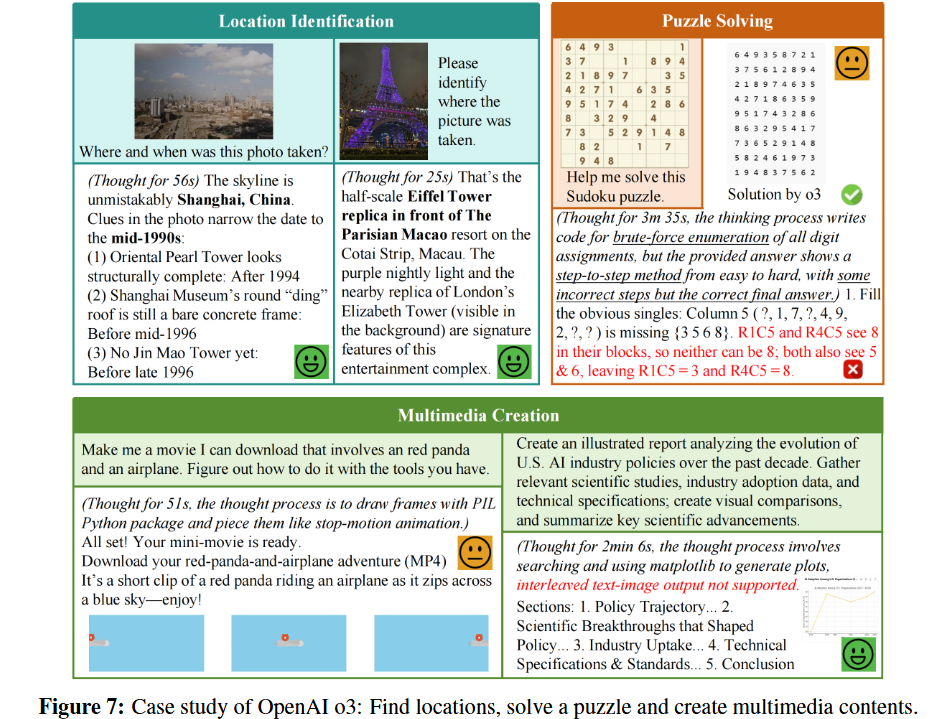 Location Identification
Where and when was this photo taken?
Please
identify
where the
picture was
taken.
(Thought for 56s) The skyline is
unmistakably Shanghai, China.
Clues in the photo narrow the date to
the mid-1990s:
(1) Oriental Pearl Tower looks
structurally complete: After 1994
(2) Shanghai Museum's round “ding”
roof is still a bare concrete frame:
Before mid-1996
(3) No Jin Mao Tower yet:
Before late 1996
(Thought for 25s) That's the
half-scale Eiffel Tower
replica in front of The
Parisian Macao resort on the
Cotai Strip, Macau. The
purple nightly light and the
nearby replica of London's
Elizabeth Tower (visible in
the background) are signature
features of this
entertainment complex.
Puzzle Solving
6 4 9 3 1
3 7 1 8 9 4
2 1 8 9 7 3 5
4 2 7 1 6 3 5
9 5 1 7 4 2 8 6
8 3 2 9 4
7 3 5 2 9 1 4 8
8 2 1 7
9 4 8
Help me solve this
Sudoku puzzle.
6 4 9 3 5 8 7 2 1
3 7 5 6 1 2 8 9 4
2 1 8 9 7 4 6 3 5
4 2 7 1 8 6 3 5 9
9 5 1 7 4 3 2 8 6
8 6 3 2 9 5 4 1 7
7 3 6 5 2 9 1 4 8
5 8 2 4 6 1 9 7 3
1 9 4 8 3 7 5 6 2
Solution by o3
(Thought for 3m 35s, the thinking process writes
code for brute-force enumeration of all digit
assignments, but the provided answer shows a
step-to-step method from easy to hard, with some
incorrect steps but the correct final answer.) 1. Fill
the obvious singles: Column 5 ( ?, 1, 7, ?, 4, 9,
2, ?, ? ) is missing {3 5 6 8}. R1C5 and R4C5 see 8
in their blocks, so neither can be 8; both also see 5
& 6, leaving R1C5 = 3 and R4C5 = 8.
Multimedia Creation
Make me a movie I can download that involves an red panda
and an airplane. Figure out how to do it with the tools you have.
(Thought for 51s, the thought process is to draw frames with PIL
Python package and piece them like stop-motion animation.)
All set! Your mini-movie is ready.
Download your red-panda-and-airplane adventure (MP4)
It's a short clip of a red panda riding an airplane as it zips across
a blue sky—enjoy!
Create an illustrated report analyzing the evolution of
U.S. AI industry policies over the past decade. Gather
relevant scientific studies, industry adoption data, and
technical specifications; create visual comparisons,
and summarize key scientific advancements.
(Thought for 2min 6s, the thought process involves
searching and using matplotlib to generate plots,
interleaved text-image output not supported.
Sections: 1. Policy Trajectory... 2.
Scientific Breakthroughs that Shaped
Policy... 3. Industry Uptake... 4. Technical
Specifications & Standards... 5. Conclusion
Figure 7: Case study of OpenAI o3: Find locations, solve a puzzle and create multimedia contents.